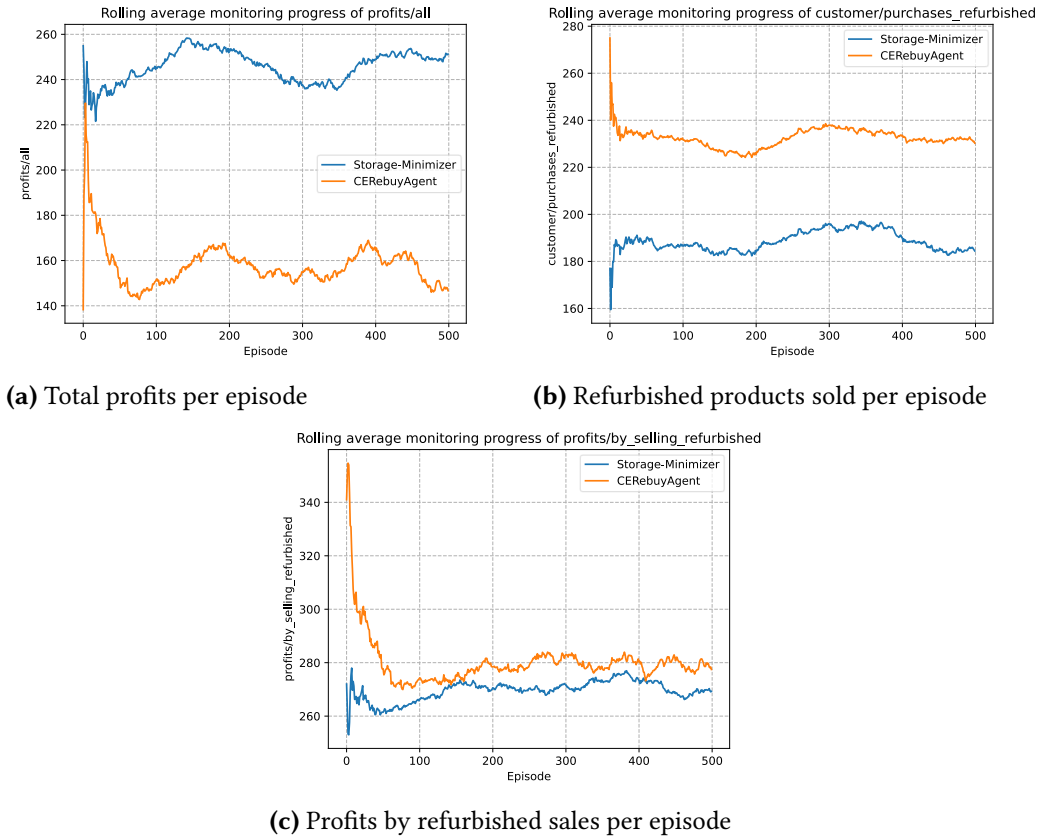 Rolling average monitoring progress of profits/all
260
240
220
200
180
160
140
profits/all
Storage-Minimizer
CERebuyAgent
0 100 200 300 400 500
Episode
(a) Total profits per episode
Rolling average monitoring progress of customer/purchases_refurbished
280
260
240
220
200
180
160
customer/purchases_refurbished
Storage-Minimizer
CERebuyAgent
0 100 200 300 400 500
Episode
(b) Refurbished products sold per episode
Rolling average monitoring progress of profits/by_selling_refurbished
340
320
300
280
260
profits/by_selling_refurbished
Storage-Minimizer
CERebuyAgent
0 100 200 300 400 500
Episode
(c) Profits by refurbished sales per episode